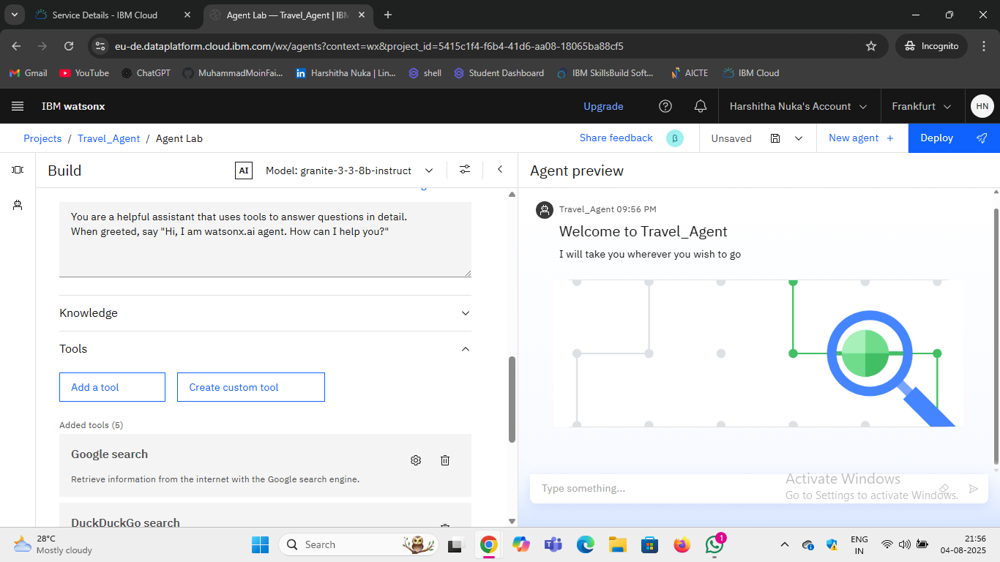 Service Details - IBM Cloud
Agent Lab — Travel_Agent | IBM
eu-de.dataplatform.cloud.ibm.com/wx/agents?context=wx&project_id=5415c1f4-f6b4-41d6-aa08-18065ba88cf5
Incognito
Gmail
YouTube
ChatGPT
MuhammadMoinFai...
Harshitha Nuka | Lin...
shell
Student Dashboard
IBM SkillsBuild Soft...
AICTE
IBM Cloud
IBM watsonx
Upgrade
Harshitha Nuka's Account
Frankfurt
HN
Projects / Travel_Agent / Agent Lab
Share feedback
β
Unsaved
New agent +
Deploy
Build
AI
Model: granite-3-3-8b-instruct
Agent preview
You are a helpful assistant that uses tools to answer questions in detail.
When greeted, say "Hi, I am watsonx.ai agent. How can I help you?"
Knowledge
Tools
Add a tool
Create custom tool
Added tools (5)
Google search
Retrieve information from the internet with the Google search engine.
DuckDuckGo search
Travel_Agent 09:56 PM
Welcome to Travel_Agent
I will take you wherever you wish to go
Type something...
Activate Windows
Go to Settings to activate Windows.
28°C
Mostly cloudy
Search
1
ENG
IN
21:56
04-08-2025